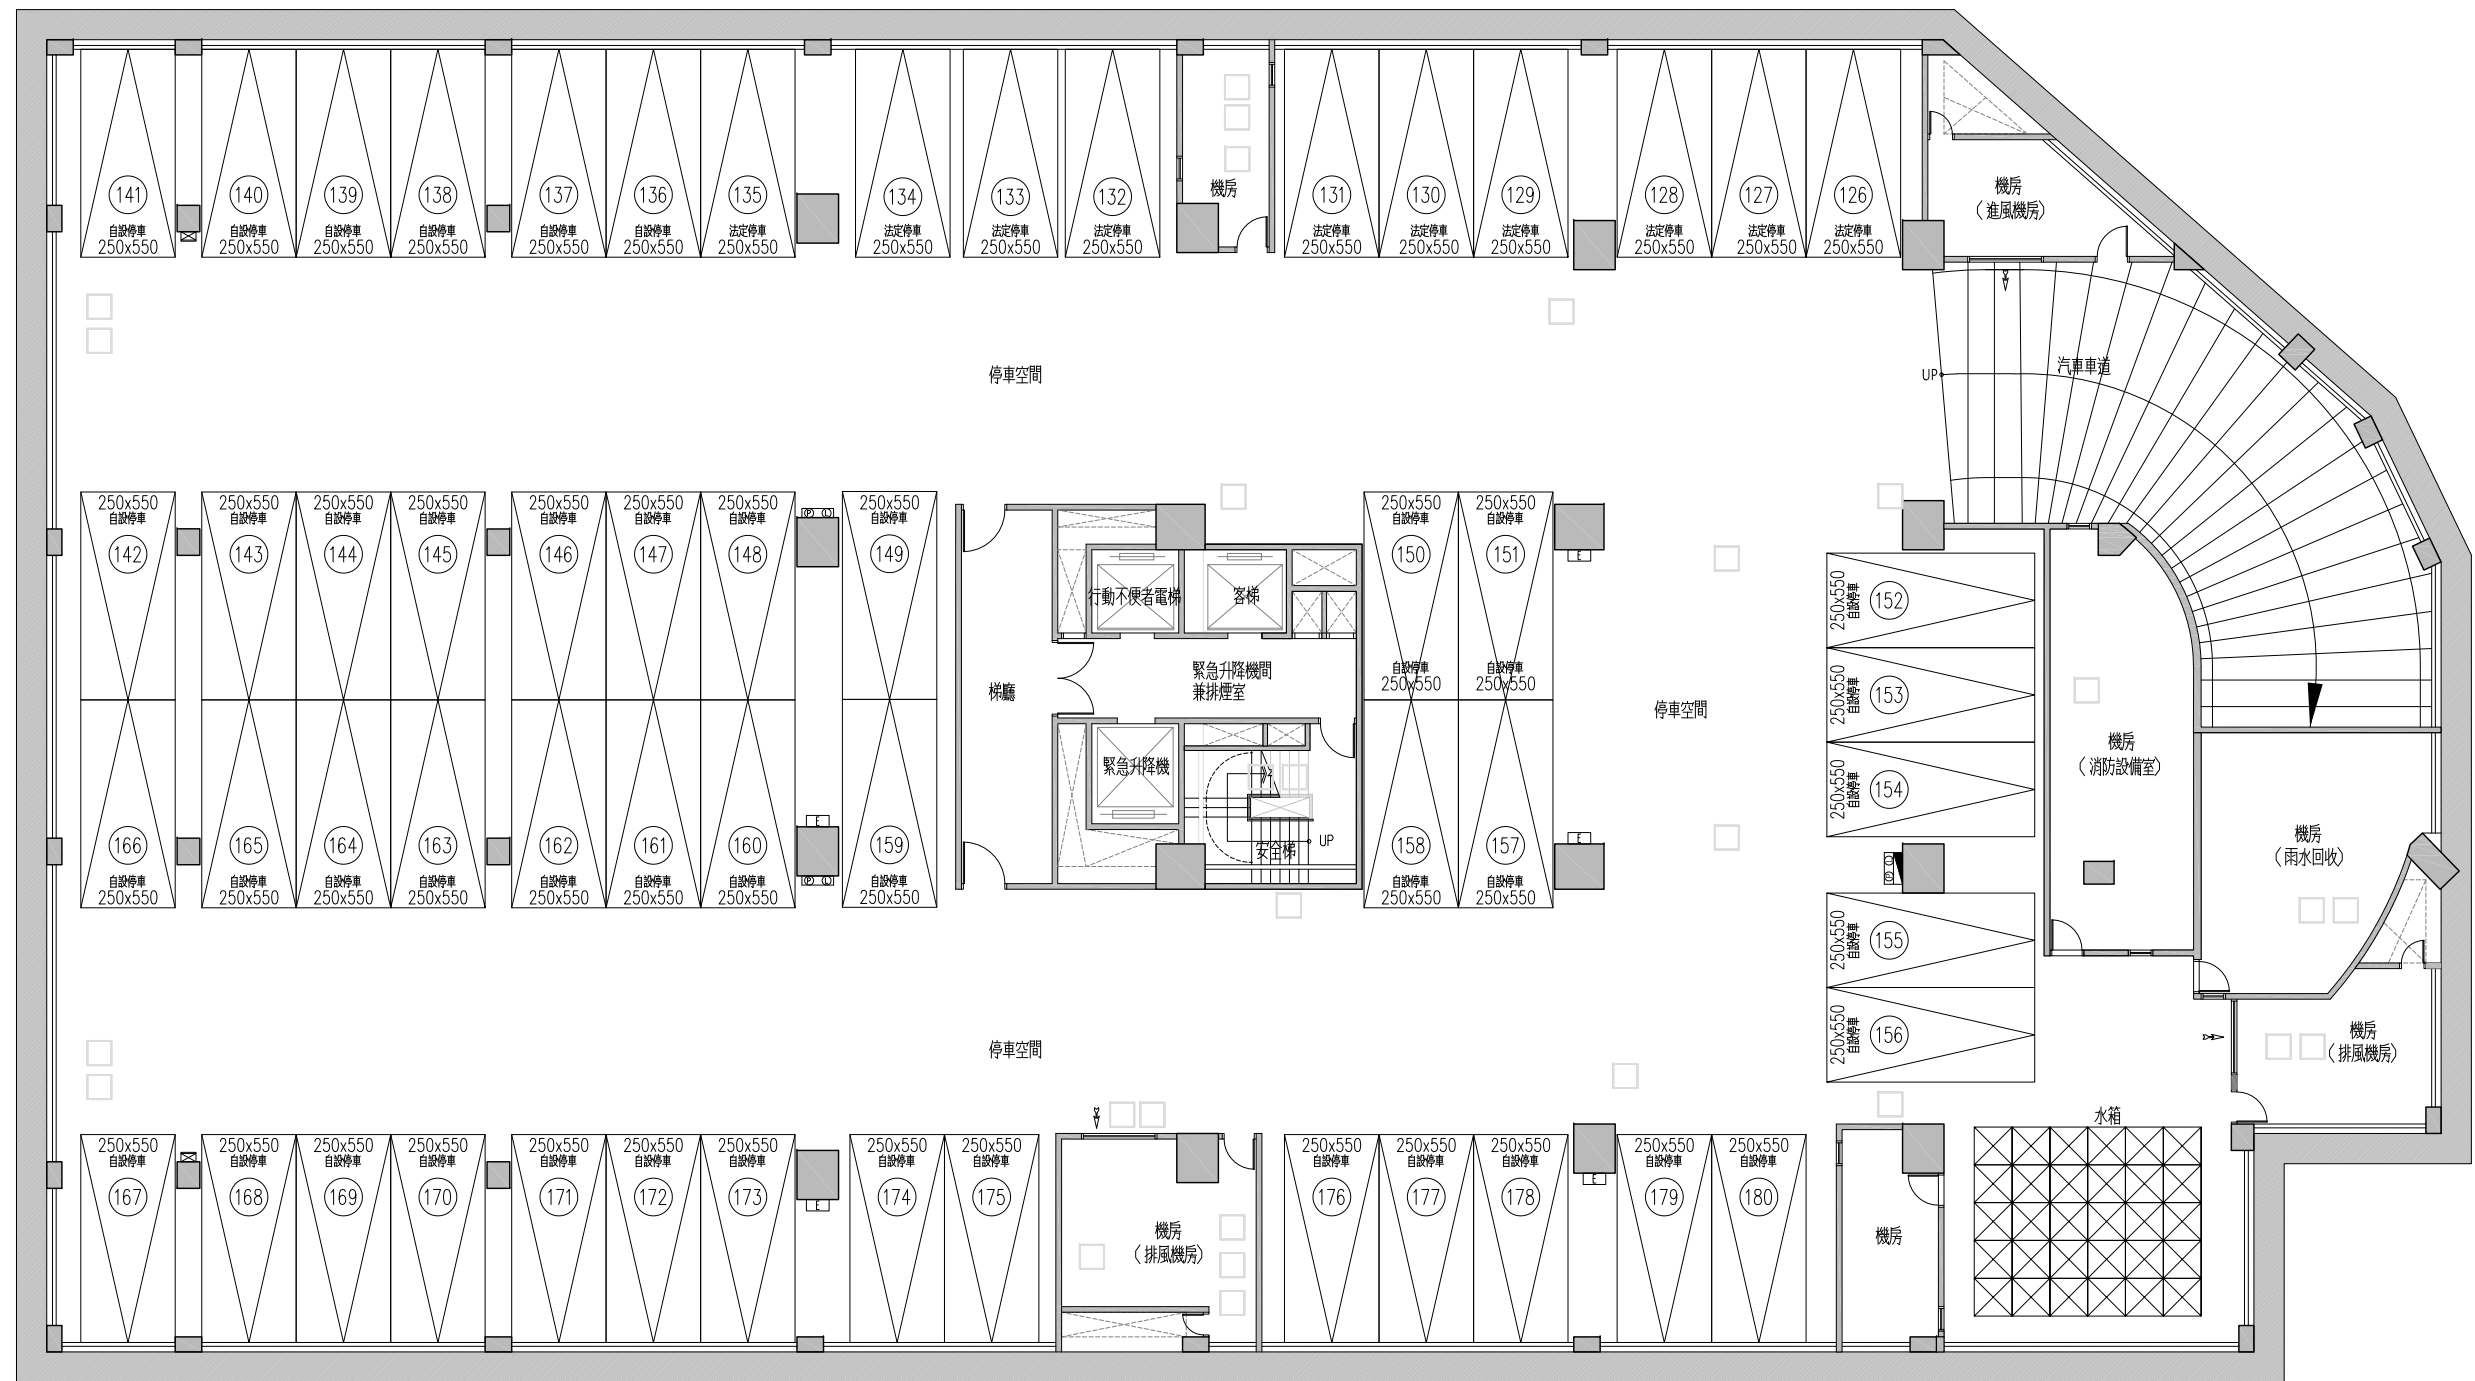 141
自設停車
250x550
140
自設停車
250x550
139
自設停車
250x550
138
自設停車
250x550
137
自設停車
250x550
136
自設停車
250x550
135
法定停車
250x550
134
法定停車
250x550
133
法定停車
250x550
132
法定停車
250x550
機房
131
法定停車
250x550
130
法定停車
250x550
129
法定停車
250x550
128
法定停車
250x550
127
法定停車
250x550
126
法定停車
250x550
機房
(進風機房)
停車空間
UP
汽車車道
250x550
自設停車
142
250x550
自設停車
143
250x550
自設停車
144
250x550
自設停車
145
250x550
自設停車
146
250x550
自設停車
147
250x550
自設停車
148
P
L
250x550
自設停車
149
行動不便者電梯
客梯
梯廳
緊急升降機間
兼排煙室
緊急升降機
安全梯
UP
250x550
自設停車
150
自設停車
250x550
250x550
自設停車
151
自設停車
250x550
E
停車空間
250x550
自設停車
152
250x550
自設停車
153
250x550
自設停車
154
機房
(消防設備室)
166
自設停車
250x550
165
自設停車
250x550
164
自設停車
250x550
163
自設停車
250x550
162
自設停車
250x550
161
自設停車
250x550
160
自設停車
250x550
E
P
L
159
自設停車
250x550
158
自設停車
250x550
157
自設停車
250x550
E
P
L
250x550
自設停車
155
250x550
自設停車
156
機房
(雨水回收)
機房
(排風機房)
停車空間
水箱
250x550
自設停車
167
250x550
自設停車
168
250x550
自設停車
169
250x550
自設停車
170
250x550
自設停車
171
250x550
自設停車
172
250x550
自設停車
173
E
250x550
自設停車
174
250x550
自設停車
175
機房
(排風機房)
250x550
自設停車
176
250x550
自設停車
177
250x550
自設停車
178
E
250x550
自設停車
179
250x550
自設停車
180
機房